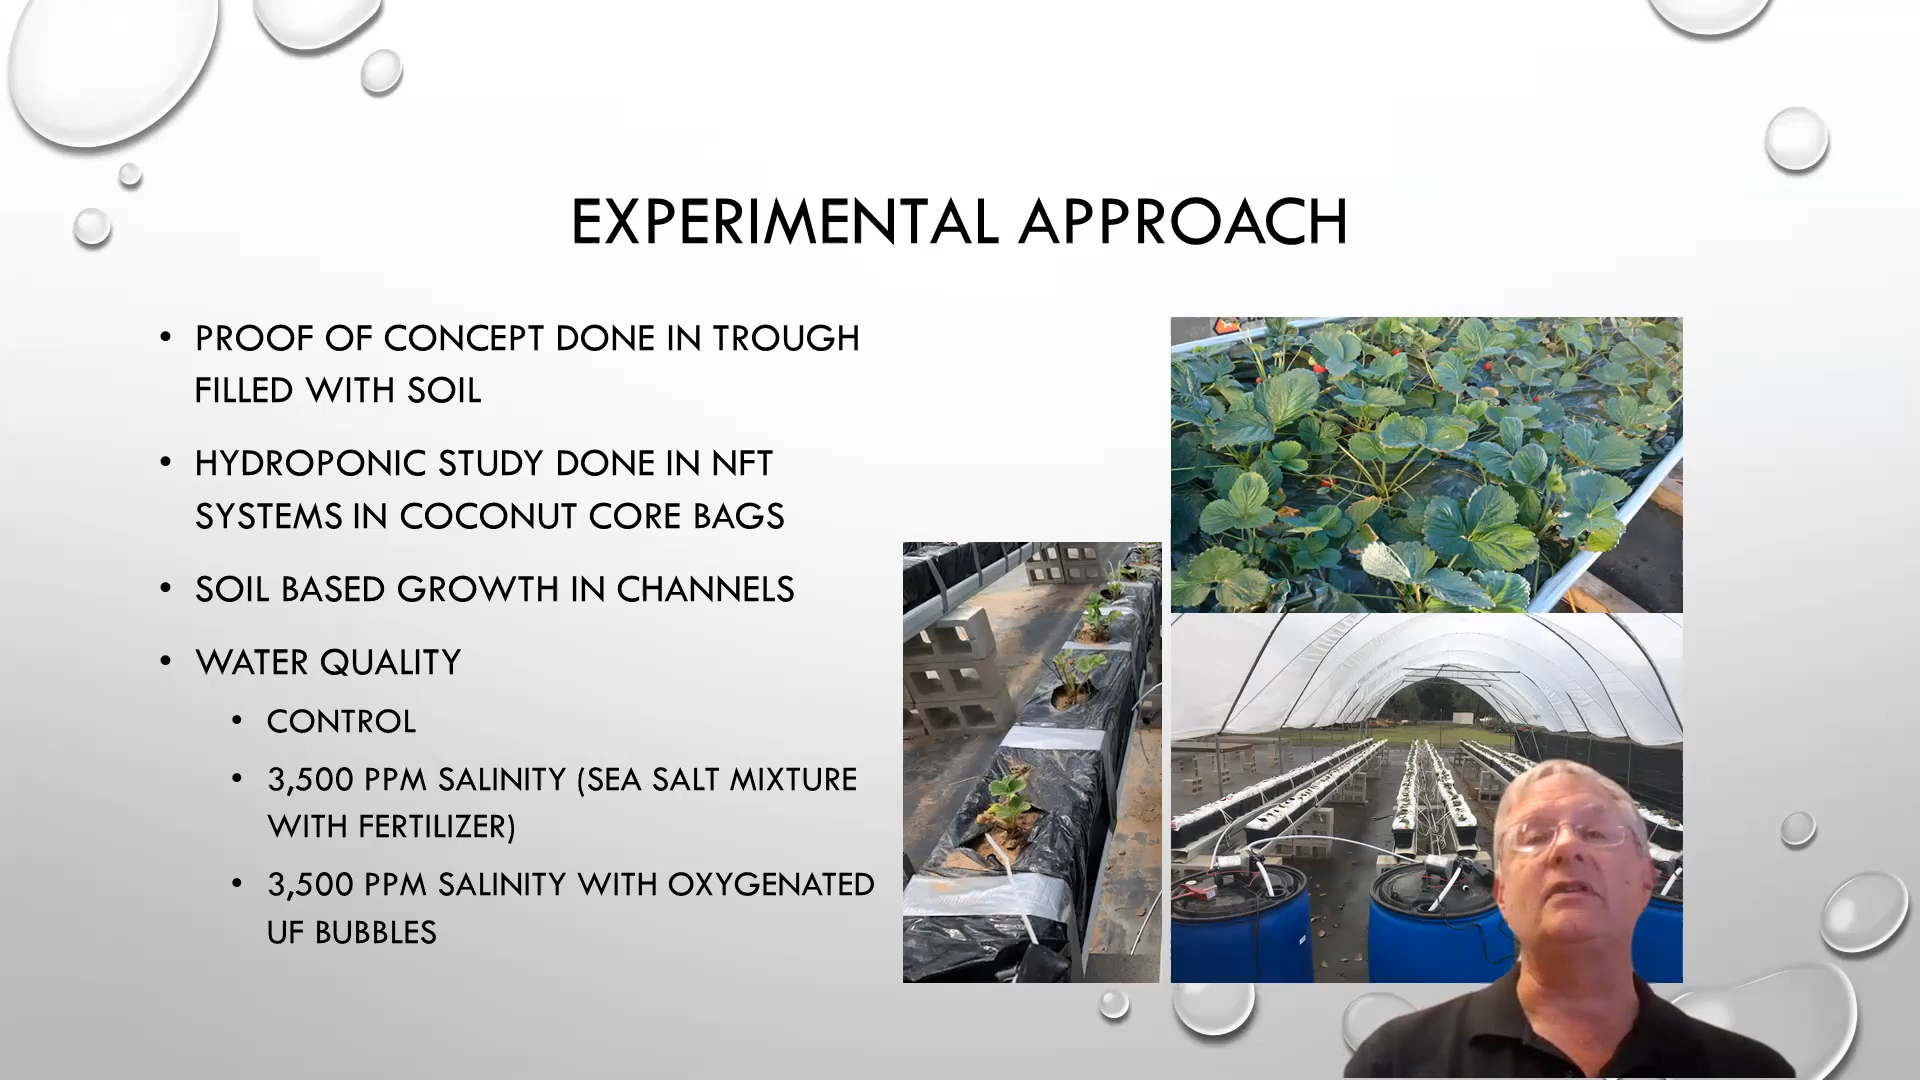 EXPERIMENTAL APPROACH
• PROOF OF CONCEPT DONE IN TROUGH
FILLED WITH SOIL
• HYDROPONIC STUDY DONE IN NFT
SYSTEMS IN COCONUT CORE BAGS
• SOIL BASED GROWTH IN CHANNELS
• WATER QUALITY
• CONTROL
• 3,500 PPM SALINITY (SEA SALT MIXTURE
WITH FERTILIZER)
• 3,500 PPM SALINITY WITH OXYGENATED
UF BUBBLES